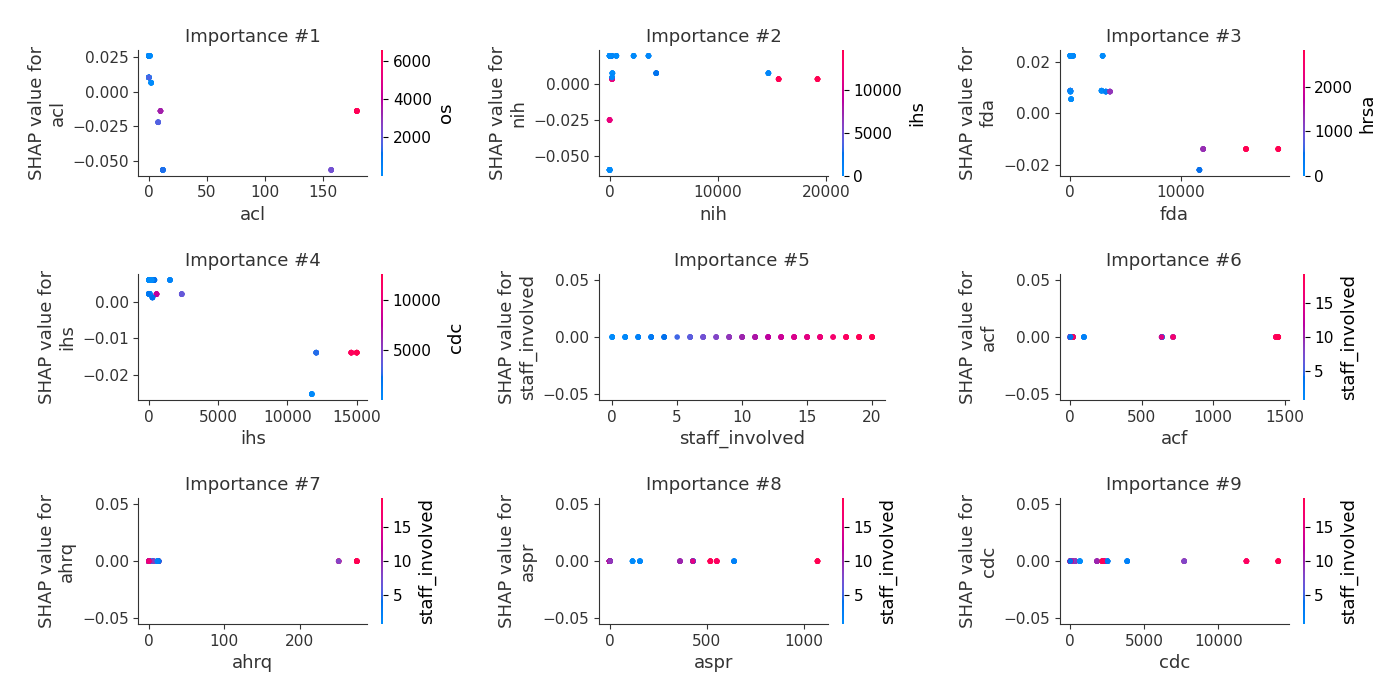 Importance #1
SHAP value for
acl
0.025
0.000
−0.025
−0.050
0
50
100
150
acl
6000
4000
2000
os
Importance #2
SHAP value for
nih
0.000
−0.025
−0.050
0
10000
20000
nih
10000
5000
0
ihs
Importance #3
SHAP value for
fda
0.02
0.00
−0.02
0
10000
fda
2000
1000
0
hrsa
Importance #4
SHAP value for
ihs
0.00
−0.01
−0.02
0
5000
10000
15000
ihs
10000
5000
cdc
Importance #5
SHAP value for
staff_involved
0.05
0.00
−0.05
0
5
10
15
20
staff_involved
Importance #6
SHAP value for
acf
0.05
0.00
−0.05
0
500
1000
1500
acf
15
10
5
staff_involved
Importance #7
SHAP value for
ahrq
0.05
0.00
−0.05
0
100
200
ahrq
15
10
5
staff_involved
Importance #8
SHAP value for
aspr
0.05
0.00
−0.05
0
500
1000
aspr
15
10
5
staff_involved
Importance #9
SHAP value for
cdc
0.05
0.00
−0.05
0
5000
10000
cdc
15
10
5
staff_involved